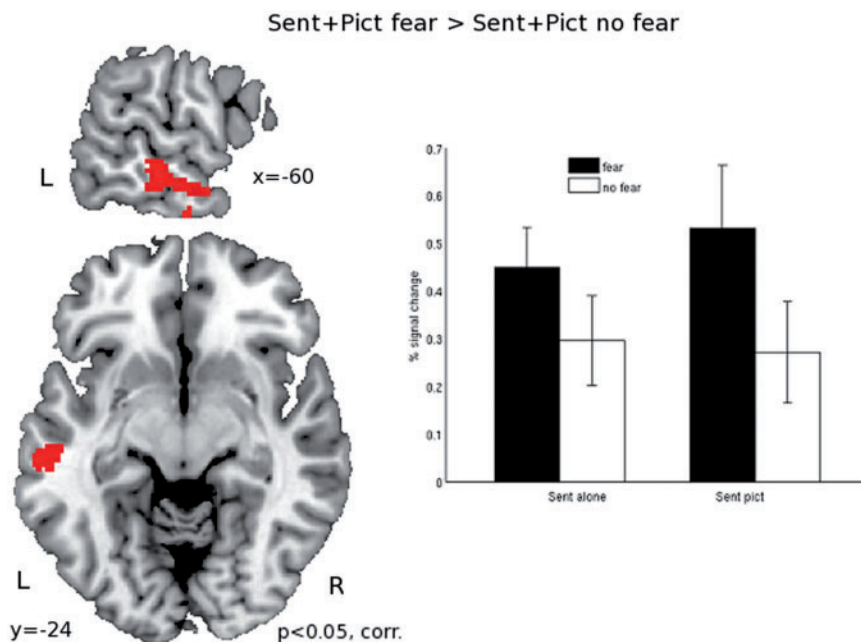 Sent+Pict fear > Sent+Pict no fear
L
x=-60
L
R
y=-24
p<0.05, corr.
fear
no fear
0.7
0.6
0.5
0.4
0.3
0.2
0.1
0
% signal change
Sent alone
Sent pict